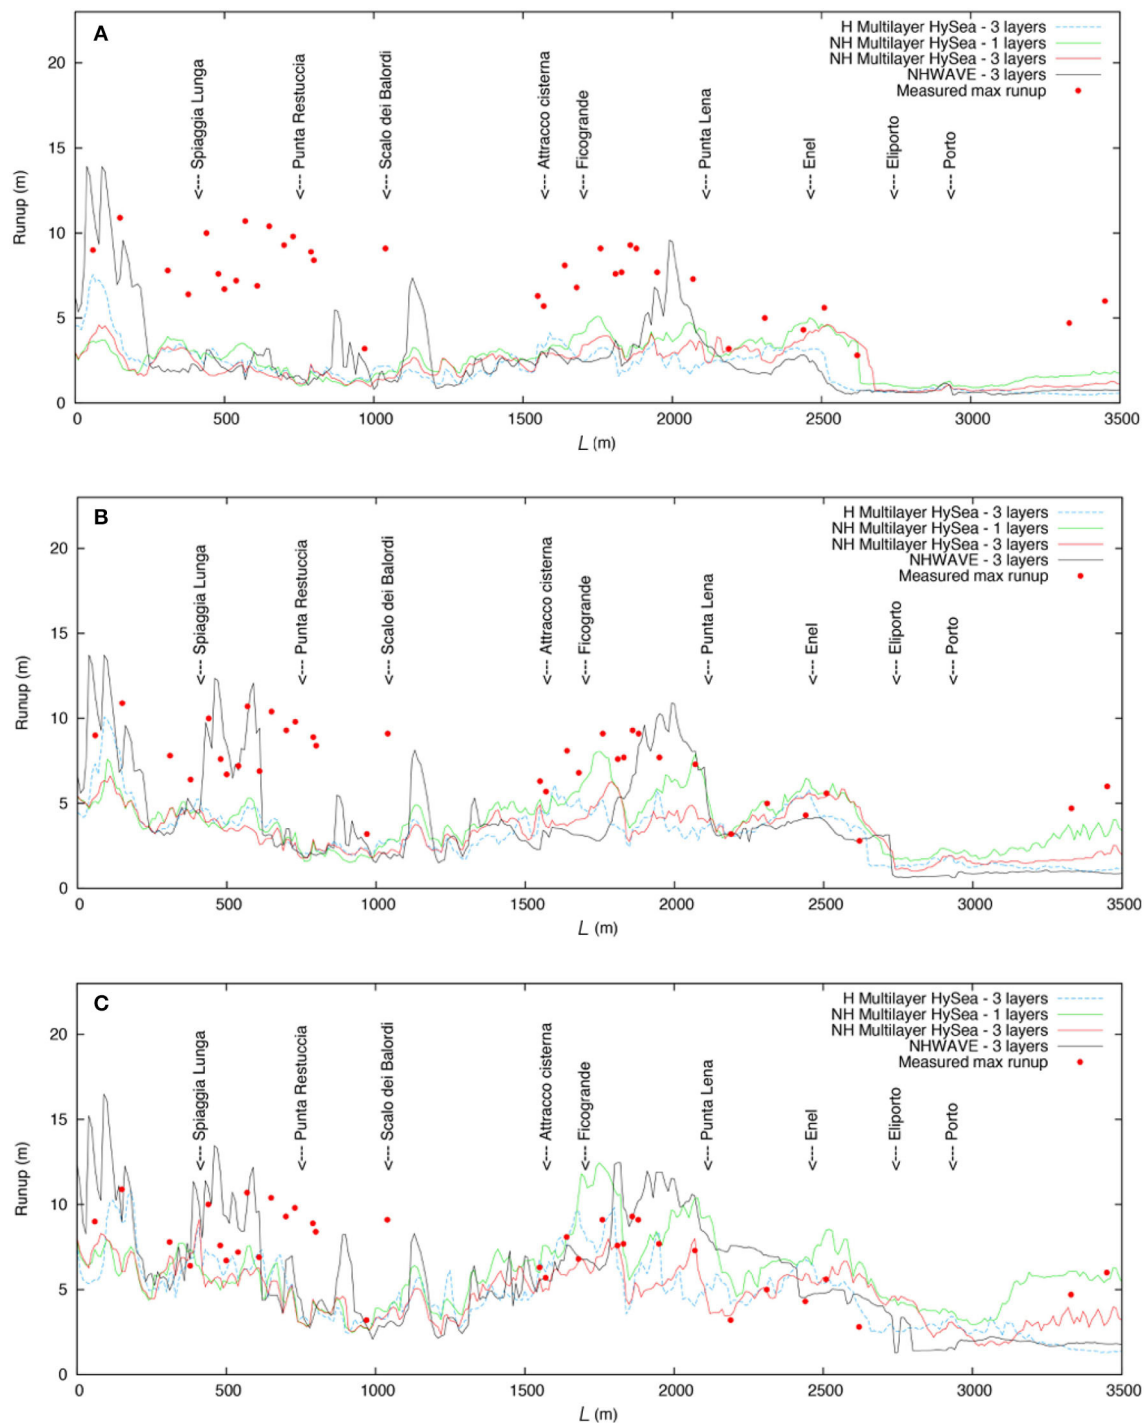 A
H Multilayer HySea - 3 layers
NH Multilayer HySea - 1 layers
NH Multilayer HySea - 3 layers
NHWAVE - 3 layers
Measured max runup
<--- Spiaggia Lunga
<--- Punta Restuccia
<--- Scalo dei Balordi
<--- Attracco cisterna
<--- Ficogrande
<--- Punta Lena
<--- Enel
<--- Eliporto
<--- Porto
Runup (m)
20
15
10
5
0
0 500 1000 1500 2000 2500 3000 3500
L (m)
B
H Multilayer HySea - 3 layers
NH Multilayer HySea - 1 layers
NH Multilayer HySea - 3 layers
NHWAVE - 3 layers
Measured max runup
<--- Spiaggia Lunga
<--- Punta Restuccia
<--- Scalo dei Balordi
<--- Attracco cisterna
<--- Ficogrande
<--- Punta Lena
<--- Enel
<--- Eliporto
<--- Porto
Runup (m)
20
15
10
5
0
0 500 1000 1500 2000 2500 3000 3500
L (m)
C
H Multilayer HySea - 3 layers
NH Multilayer HySea - 1 layers
NH Multilayer HySea - 3 layers
NHWAVE - 3 layers
Measured max runup
<--- Spiaggia Lunga
<--- Punta Restuccia
<--- Scalo dei Balordi
<--- Attracco cisterna
<--- Ficogrande
<--- Punta Lena
<--- Enel
<--- Eliporto
<--- Porto
Runup (m)
20
15
10
5
0
0 500 1000 1500 2000 2500 3000 3500
L (m)